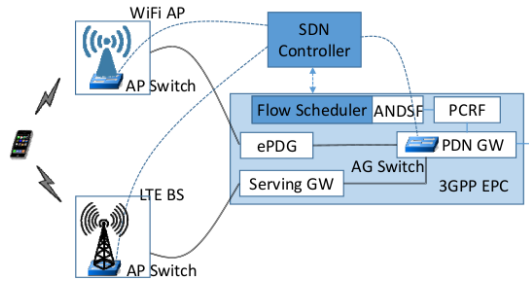 WiFi AP
SDN
Controller
AP Switch
Flow Scheduler
ANDSF
PCRF
ePDG
PDN GW
AG Switch
Serving GW
3GPP EPC
LTE BS
AP Switch